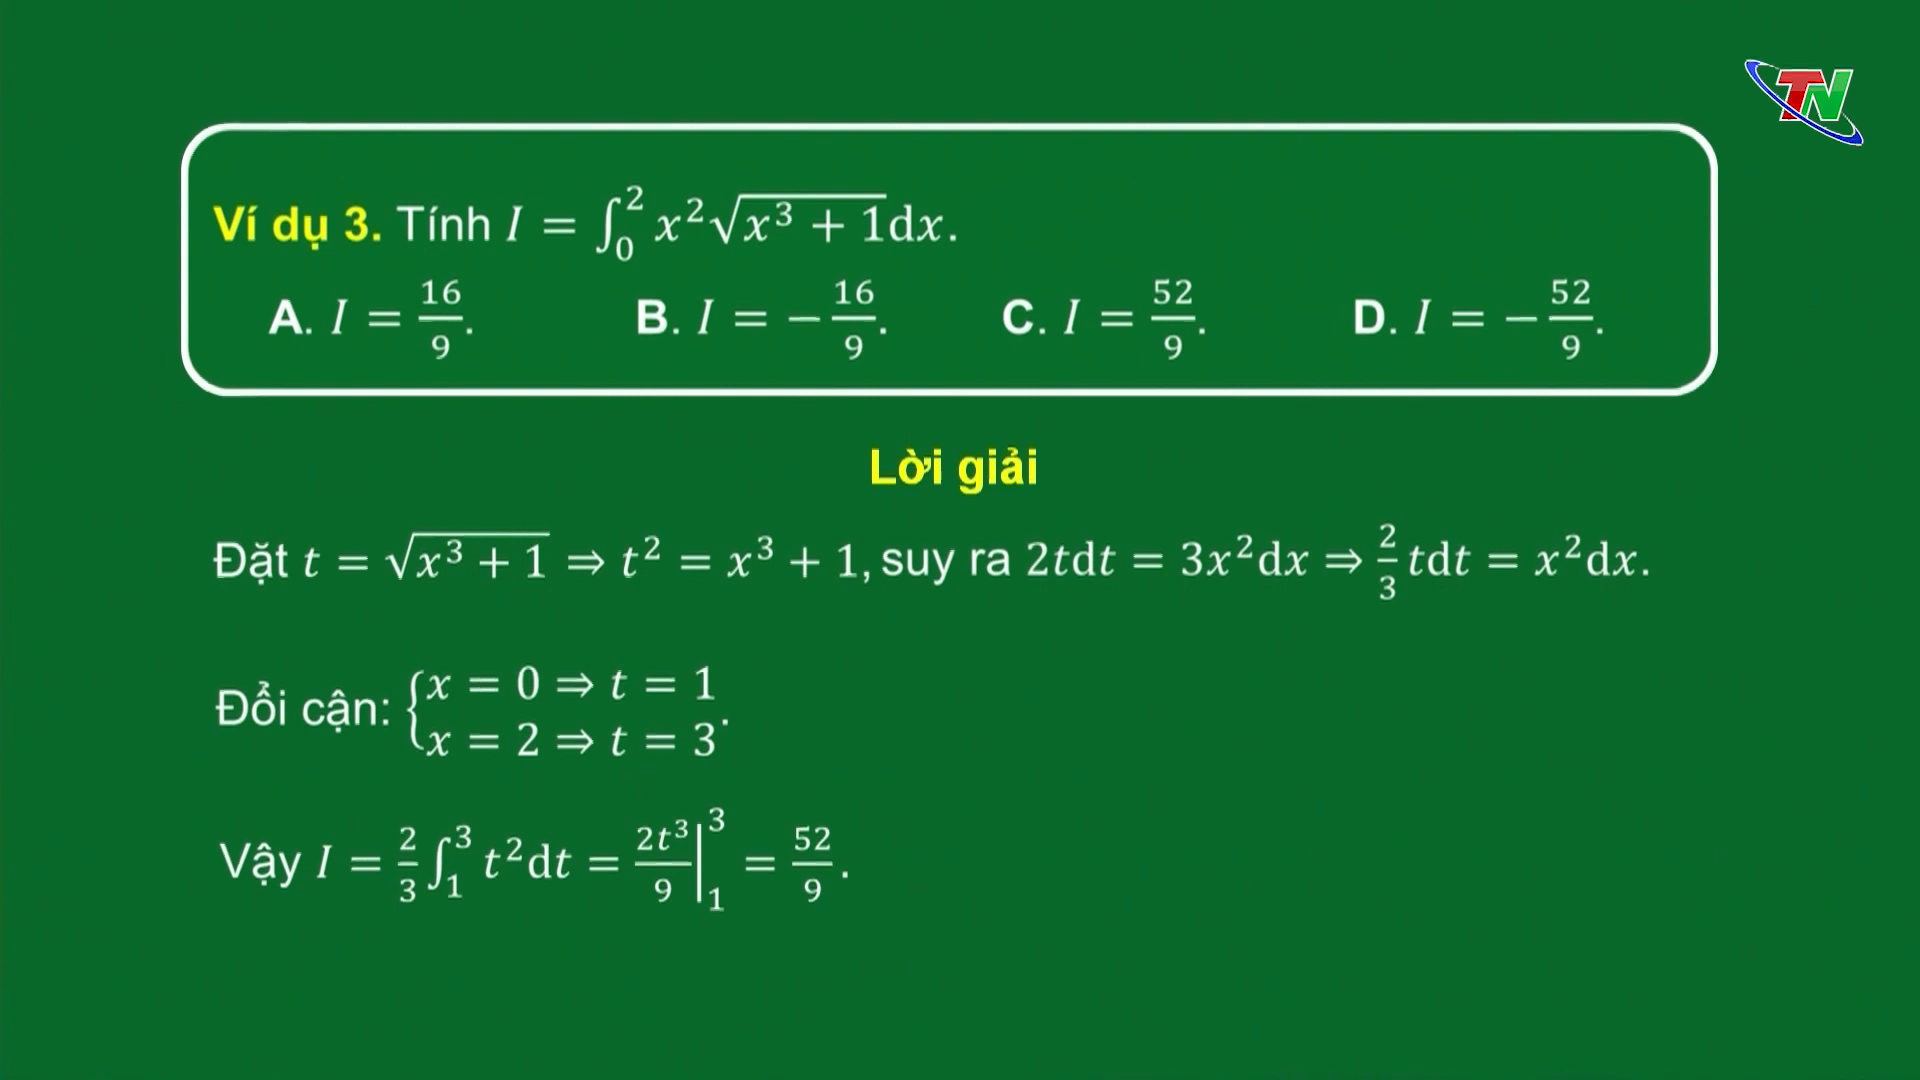 TN
Ví dụ 3. Tính I = ∫₀² x²√(x³ + 1)dx.
A. I = 16/9. B. I = −16/9. C. I = 52/9. D. I = −52/9.
Lời giải
Đặt t = √(x³ + 1) ⇒ t² = x³ + 1, suy ra 2tdt = 3x²dx ⇒ 2/3 tdt = x²dx.
Đổi cận: {x = 0 ⇒ t = 1
x = 2 ⇒ t = 3.
Vậy I = 2/3 ∫₁³ t²dt = 2t³/9 |₁³ = 52/9.